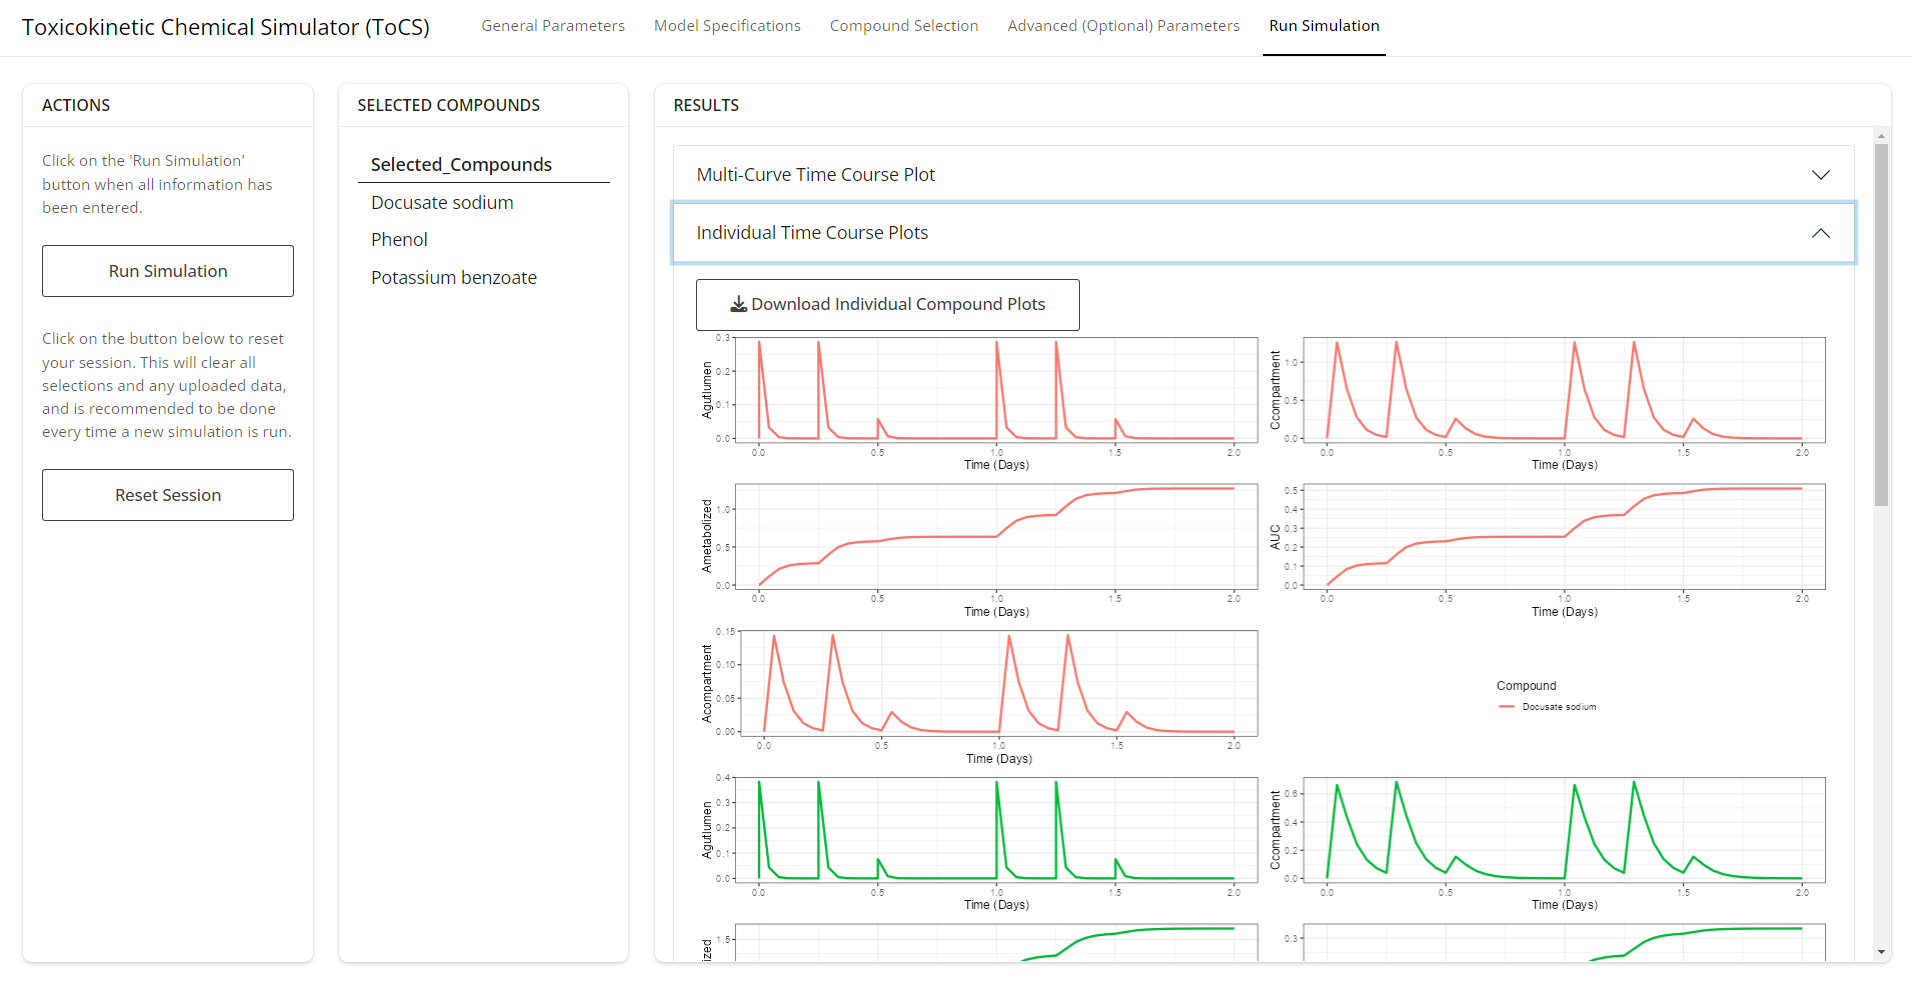 Toxicokinetic Chemical Simulator (ToCS)
General Parameters
Model Specifications
Compound Selection
Advanced (Optional) Parameters
Run Simulation
ACTIONS
Click on the 'Run Simulation'
button when all information has
been entered.
Run Simulation
Click on the button below to reset
your session. This will clear all
selections and any uploaded data,
and is recommended to be done
every time a new simulation is run.
Reset Session
SELECTED COMPOUNDS
Selected_Compounds
Docusate sodium
Phenol
Potassium benzoate
RESULTS
Multi-Curve Time Course Plot
Individual Time Course Plots
Download Individual Compound Plots
Agutlumen
0.3
0.2
0.1
0.0
0.0 0.5 1.0 1.5 2.0
Time (Days)
Ccompartment
1.0
0.5
0.0
0.0 0.5 1.0 1.5 2.0
Time (Days)
Ametabolized
1.0
0.5
0.0
0.0 0.5 1.0 1.5 2.0
Time (Days)
AUC
0.5
0.4
0.3
0.2
0.1
0.0
0.0 0.5 1.0 1.5 2.0
Time (Days)
Acompartment
0.15
0.10
0.05
0.00
0.0 0.5 1.0 1.5 2.0
Time (Days)
Compound
Docusate sodium
Agutlumen
0.4
0.3
0.2
0.1
0.0
0.0 0.5 1.0 1.5 2.0
Time (Days)
Ccompartment
0.6
0.4
0.2
0.0
0.0 0.5 1.0 1.5 2.0
Time (Days)
ized
1.5
0.3